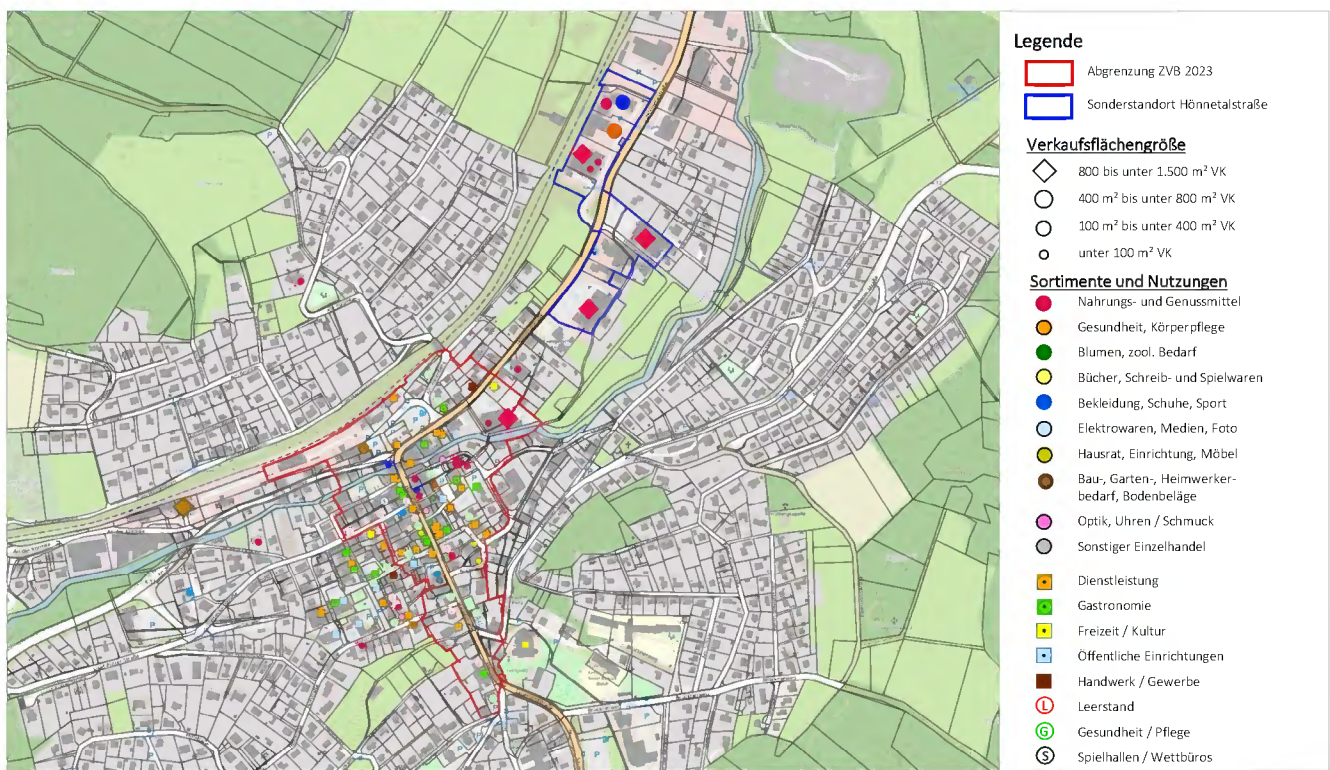 Legende
Abgrenzung ZVB 2023
Sonderstandort Hönnetalstraße
Verkaufsflächengröße
800 bis unter 1.500 m² VK
400 m² bis unter 800 m² VK
100 m² bis unter 400 m² VK
unter 100 m² VK
Sortimente und Nutzungen
Nahrungs- und Genussmittel
Gesundheit, Körperpflege
Blumen, zool. Bedarf
Bücher, Schreib- und Spielwaren
Bekleidung, Schuhe, Sport
Elektrowaren, Medien, Foto
Hausrat, Einrichtung, Möbel
Bau-, Garten-, Heimwerker-
bedarf, Bodenbeläge
Optik, Uhren / Schmuck
Sonstiger Einzelhandel
Dienstleistung
Gastronomie
Freizeit / Kultur
Öffentliche Einrichtungen
Handwerk / Gewerbe
L Leerstand
G Gesundheit / Pflege
S Spielhallen / Wettbüros